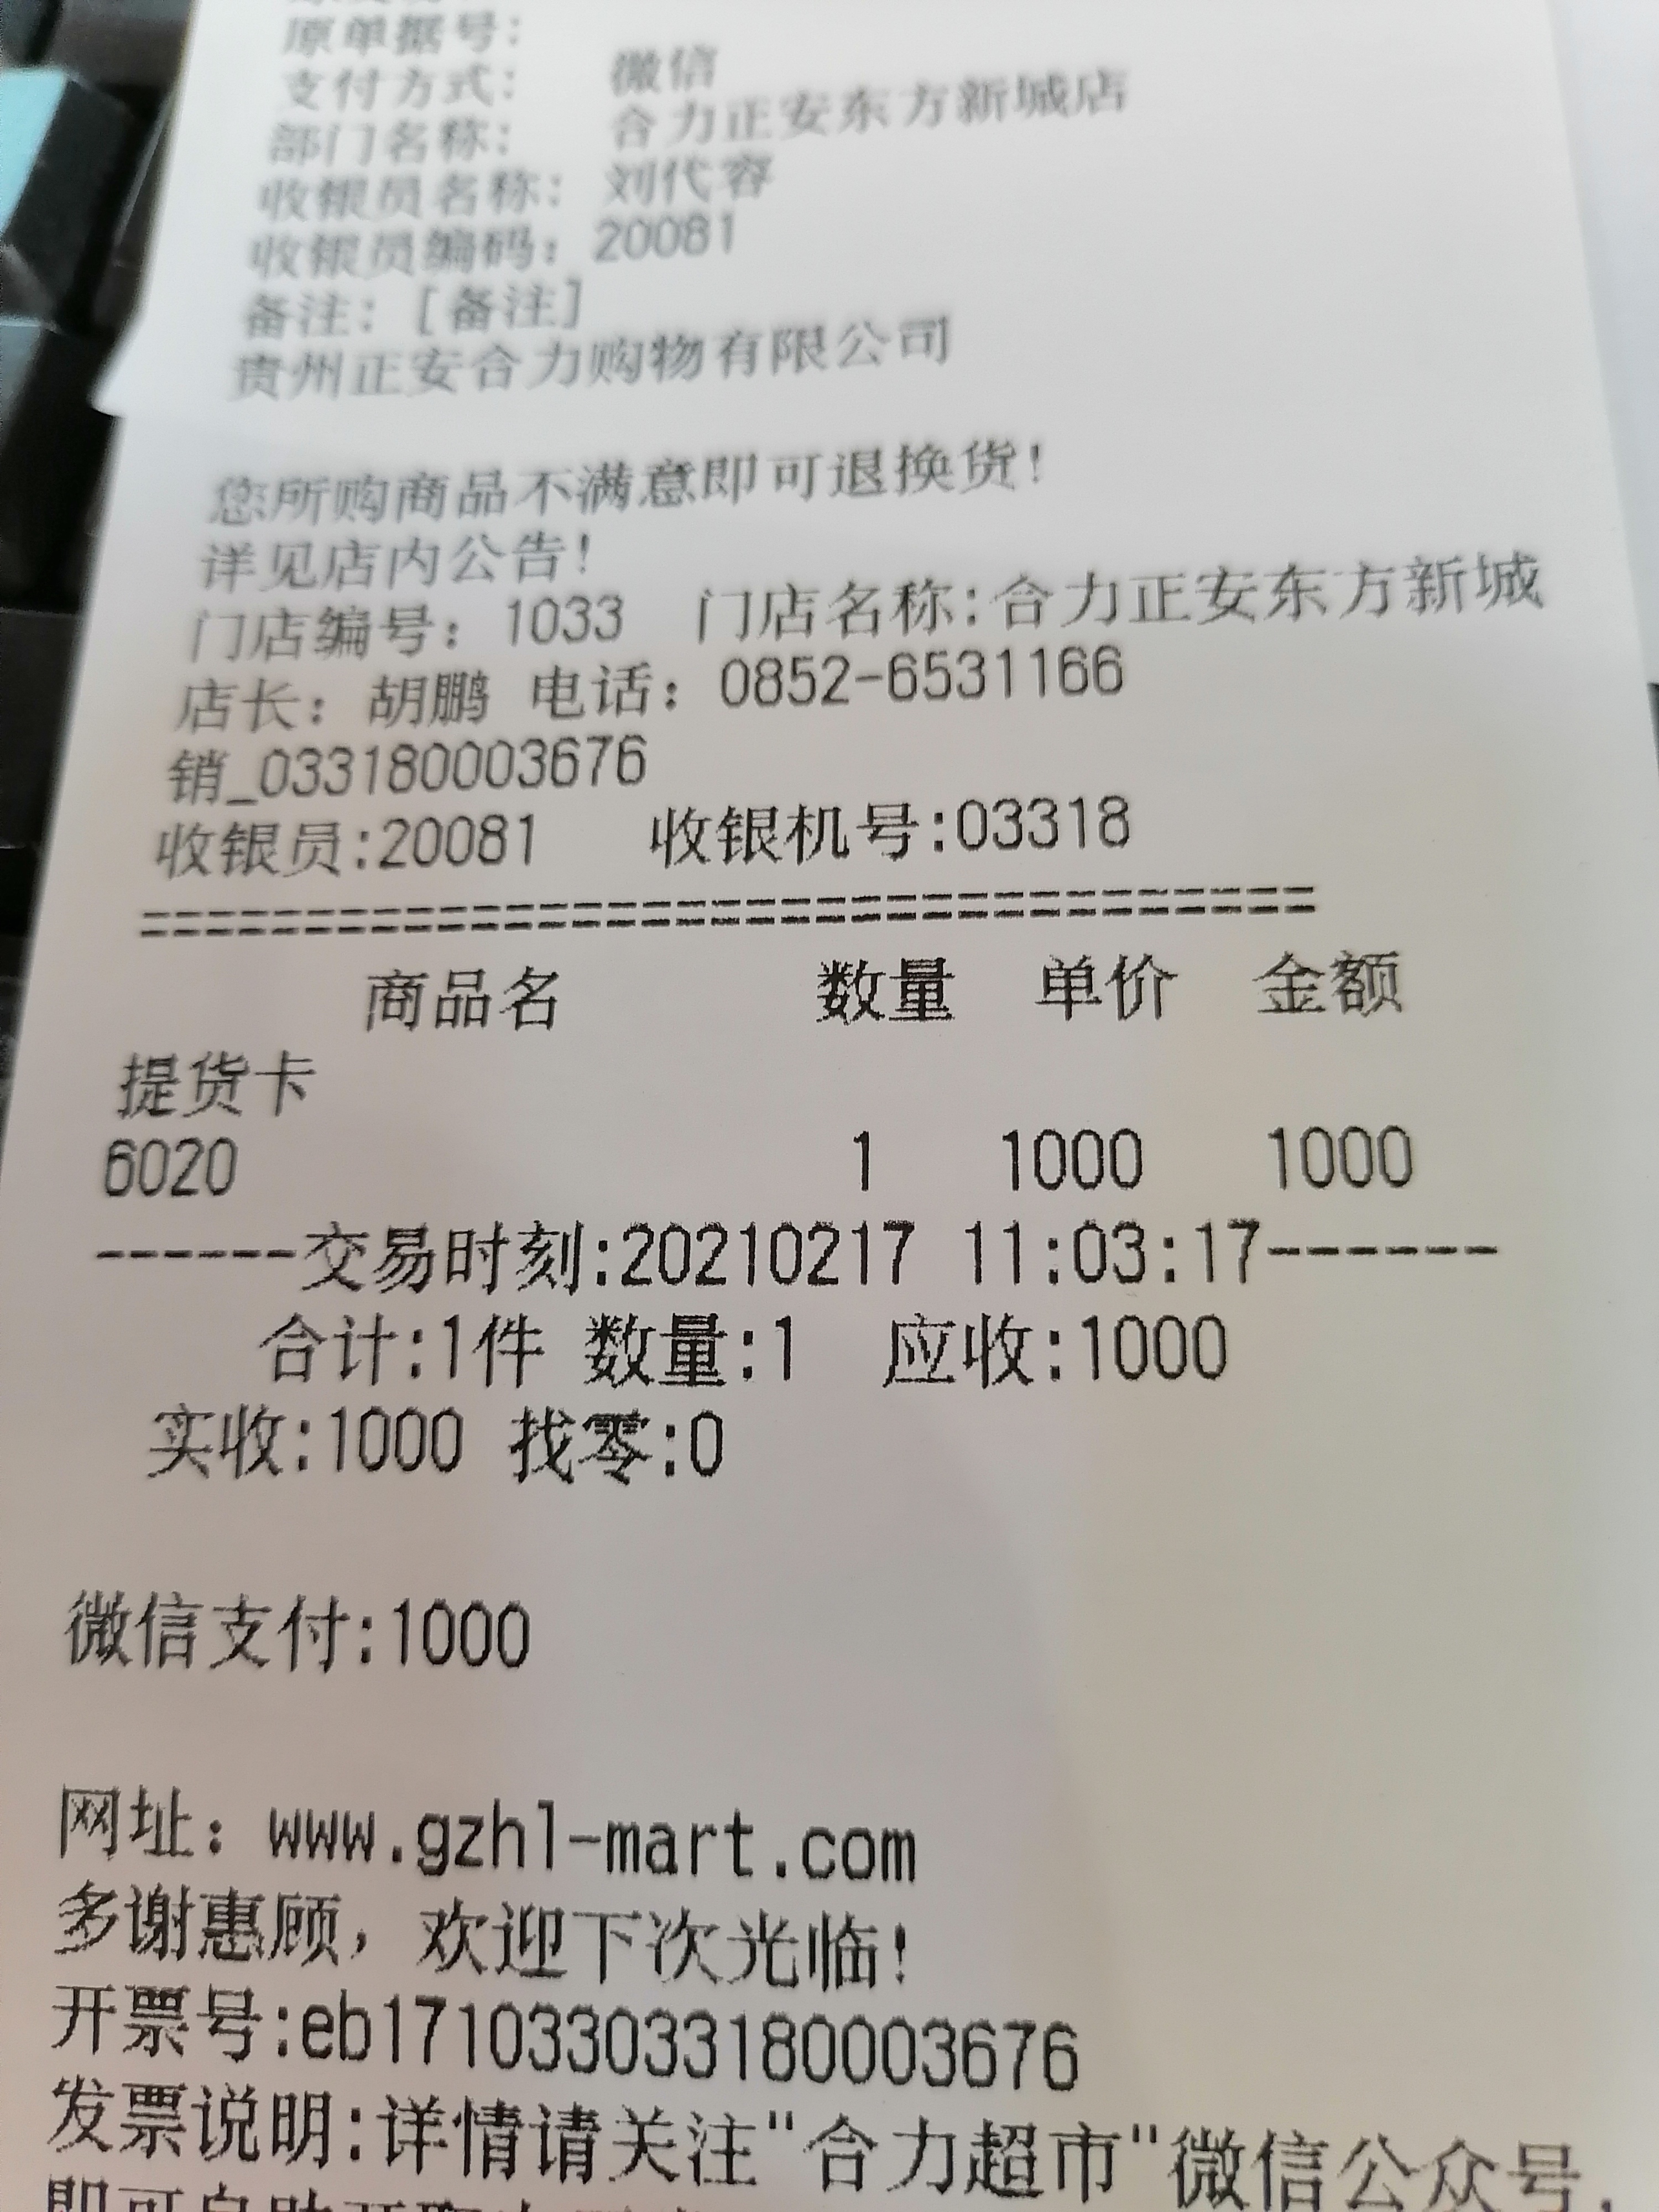 原单据号:
支付方式: 微信
部门名称: 合力正安东方新城店
收银员名称: 刘代容
收银员编码: 20081
备注: [备注]
贵州正安合力购物有限公司
您所购商品不满意即可退换货!
详见店内公告!
门店编号: 1033 门店名称:合力正安东方新城
店长: 胡鹏 电话: 0852-6531166
销_033180003676
收银员:20081 收银机号:03318
==================================
商品名 数量 单价 金额
提货卡
6020 1 1000 1000
------交易时刻:20210217 11:03:17------
合计:1件 数量:1 应收:1000
实收:1000 找零:0
微信支付:1000
网址: www.gzhl-mart.com
多谢惠顾, 欢迎下次光临!
开票号:eb171033033180003676
发票说明:详情请关注"合力超市"微信公众号,